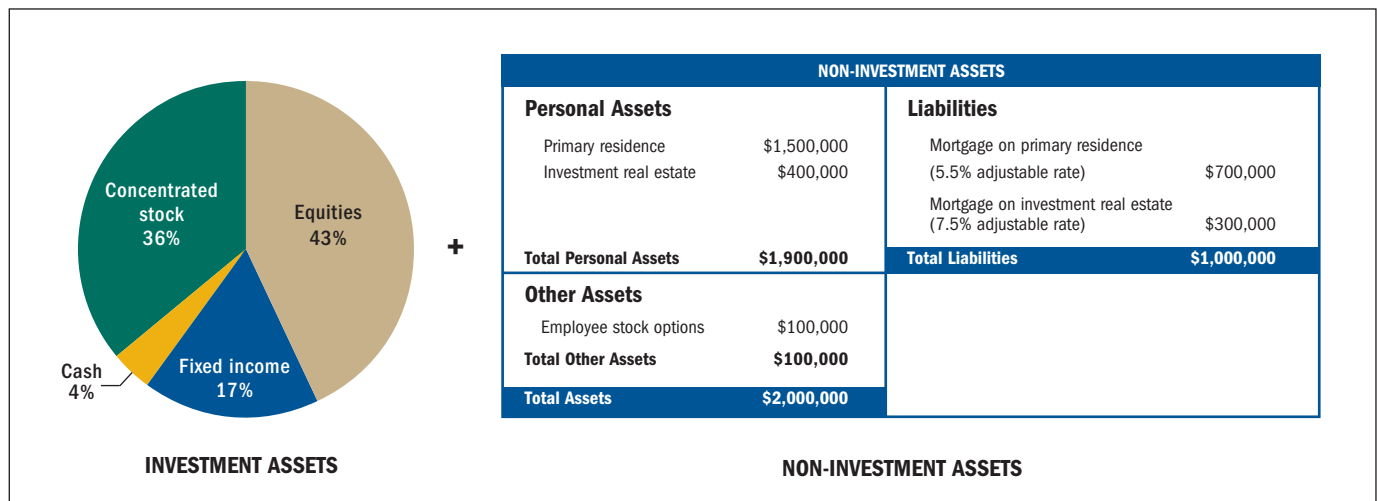 Concentrated
stock
36%
Equities
43%
Fixed income
17%
Cash
4%
INVESTMENT ASSETS
+
NON-INVESTMENT ASSETS
Personal Assets
Primary residence $1,500,000
Investment real estate $400,000
Total Personal Assets $1,900,000
Other Assets
Employee stock options $100,000
Total Other Assets $100,000
Total Assets $2,000,000
Liabilities
Mortgage on primary residence
(5.5% adjustable rate) $700,000
Mortgage on investment real estate
(7.5% adjustable rate) $300,000
Total Liabilities $1,000,000
NON-INVESTMENT ASSETS